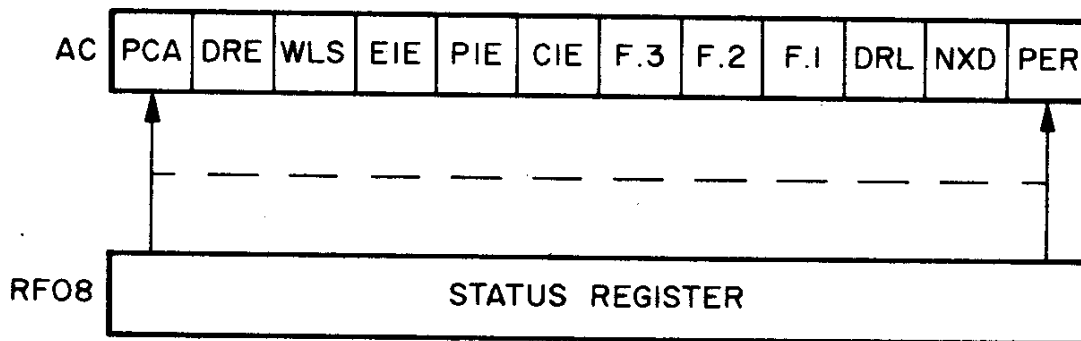 AC PCA DRE WLS EIE PIE CIE F.3 F.2 F.1 DRL NXD PER
RF08 STATUS REGISTER